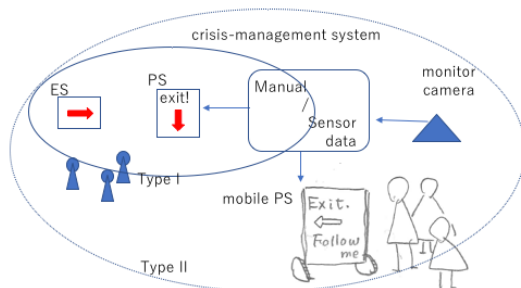 crisis-management system
ES
PS
exit!
Manual
/
Sensor
data
monitor
camera
Type I
mobile PS
Exit.
Follow
me
Type II